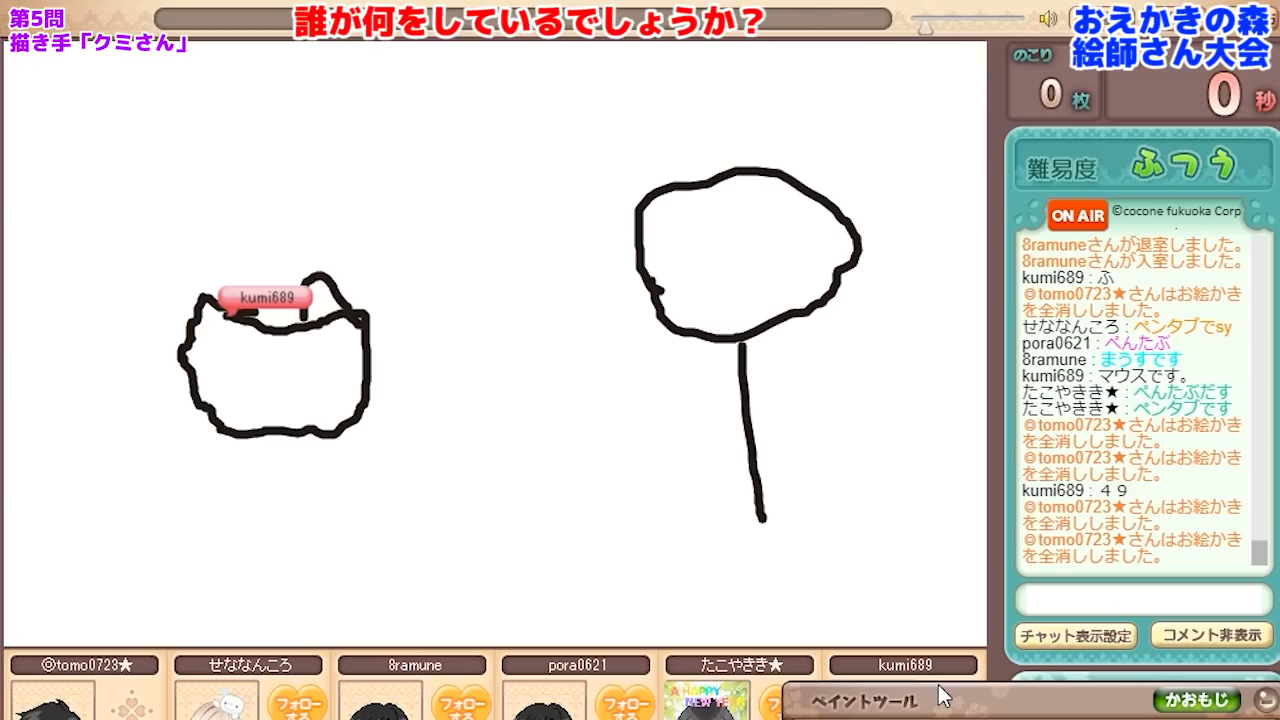 第5問
描き手「クミさん」
誰が何をしているでしょうか？
おえかきの森
絵師さん大会
のこり
0枚
0秒
難易度 ふつう
ON AIR
©cocone fukuoka Corp
.
8ramuneさんが退室しました。
8ramuneさんが入室しました。
kumi689 : ふ
◎tomo0723★さんはお絵かき
を全消ししました。
せななんころ : ペンタブでsy
pora0621 : ぺんたぶ
8ramune : まうすです
kumi689 : マウスです。
たこやきき★ : ぺんたぶだす
たこやきき★ : ペンタブです
◎tomo0723★さんはお絵かき
を全消ししました。
◎tomo0723★さんはお絵かき
を全消ししました。
kumi689 : ４９
◎tomo0723★さんはお絵かき
を全消ししました。
◎tomo0723★さんはお絵かき
を全消ししました。
チャット表示設定
コメント非表示
kumi689
◎tomo0723★
せななんころ
8ramune
pora0621
たこやきき★
kumi689
フォロー
する
フォロー
する
フォロー
する
A HAPPY
ペイントツール
かおもじ